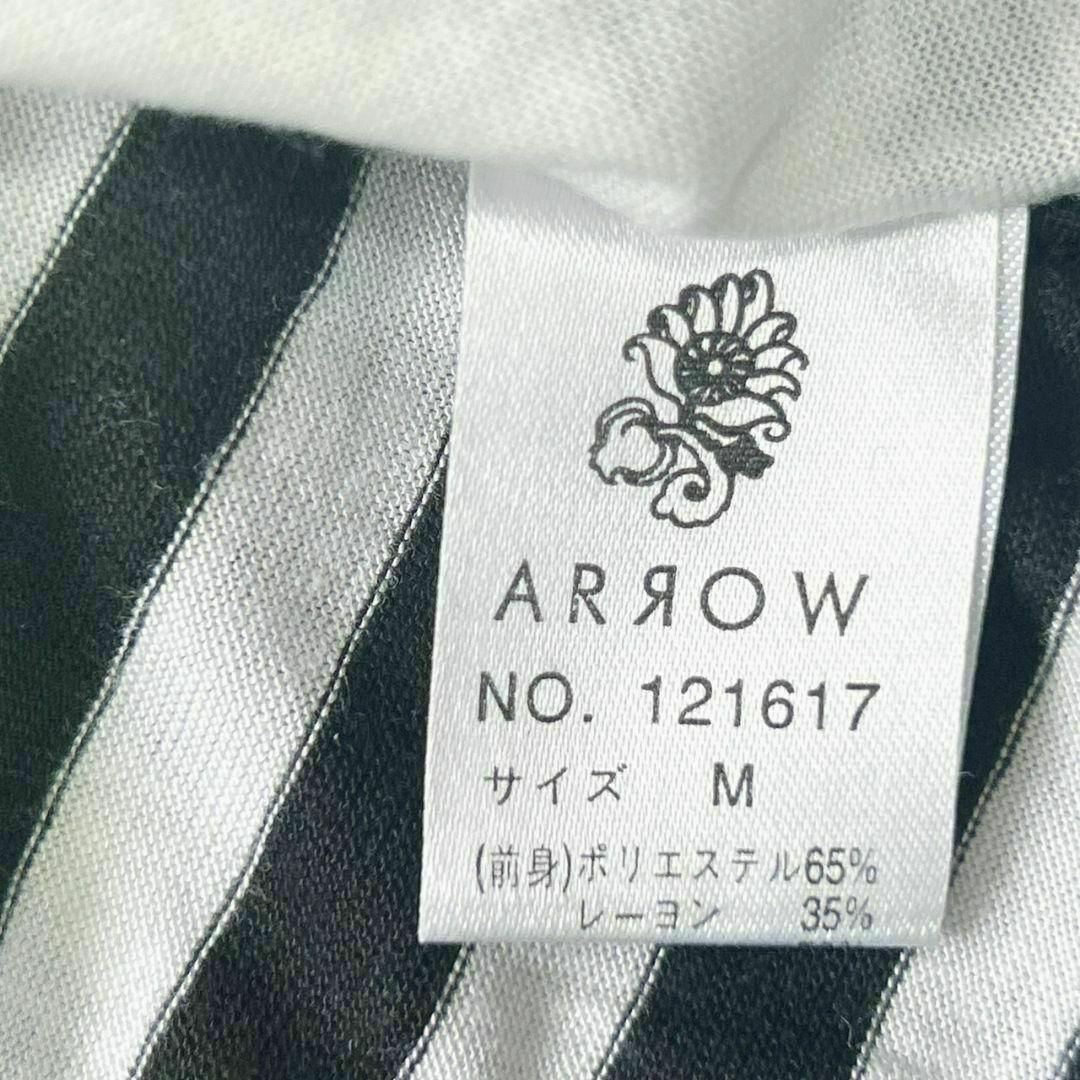 ARЯOW
NO. 121617
サイズ M
(前身)ポリエステル65%
レーヨン 35%